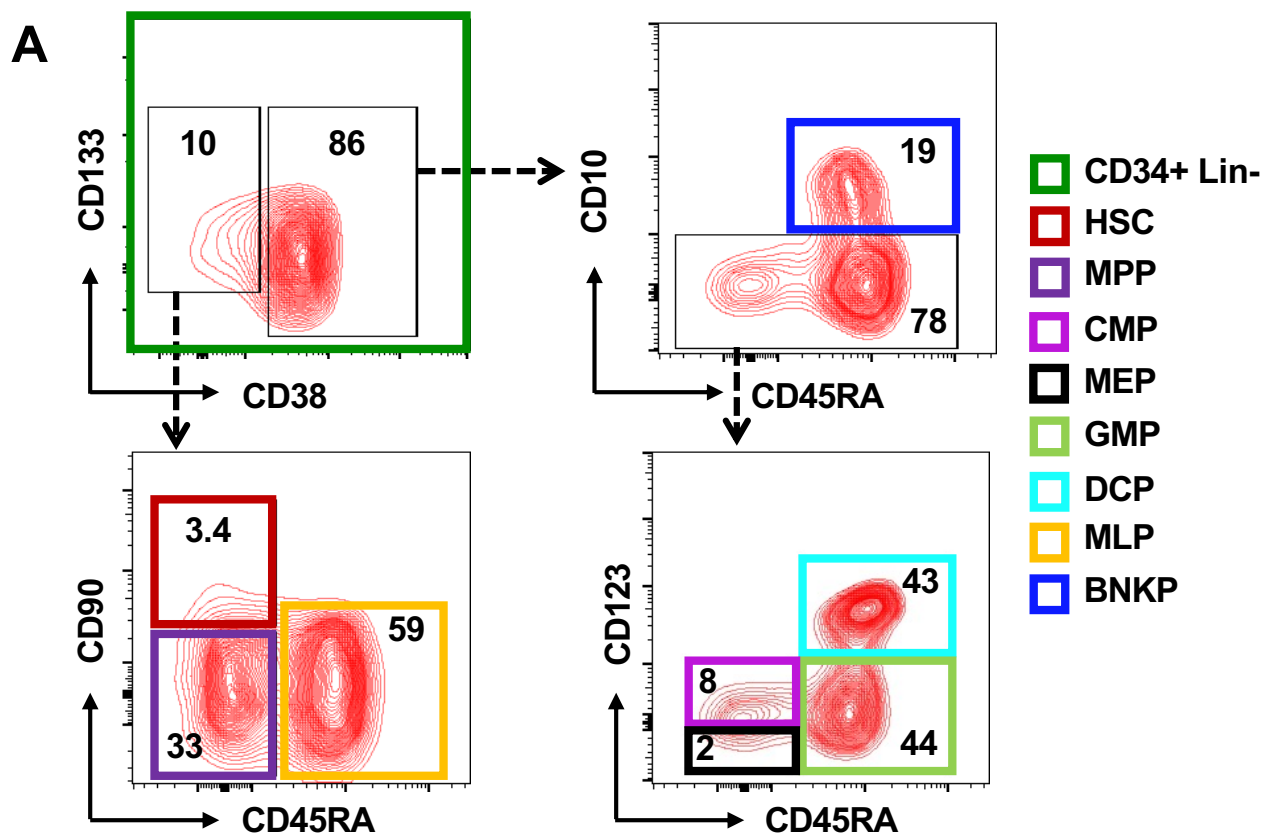 A
CD133
10
86
CD38
CD10
19
78
CD45RA
CD90
3.4
33
59
CD45RA
CD123
43
8
2
44
CD45RA
CD34+ Lin-
HSC
MPP
CMP
MEP
GMP
DCP
MLP
BNKP